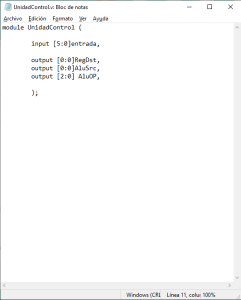 UnidadControl.v: Bloc de notas
Archivo Edición Formato Ver Ayuda
module UnidadControl (
input [5:0]entrada,
output [0:0]RegDst,
output [0:0]AluSrc,
output [2:0] AluOP,
);
Windows (CRL Línea 11, colu 100%